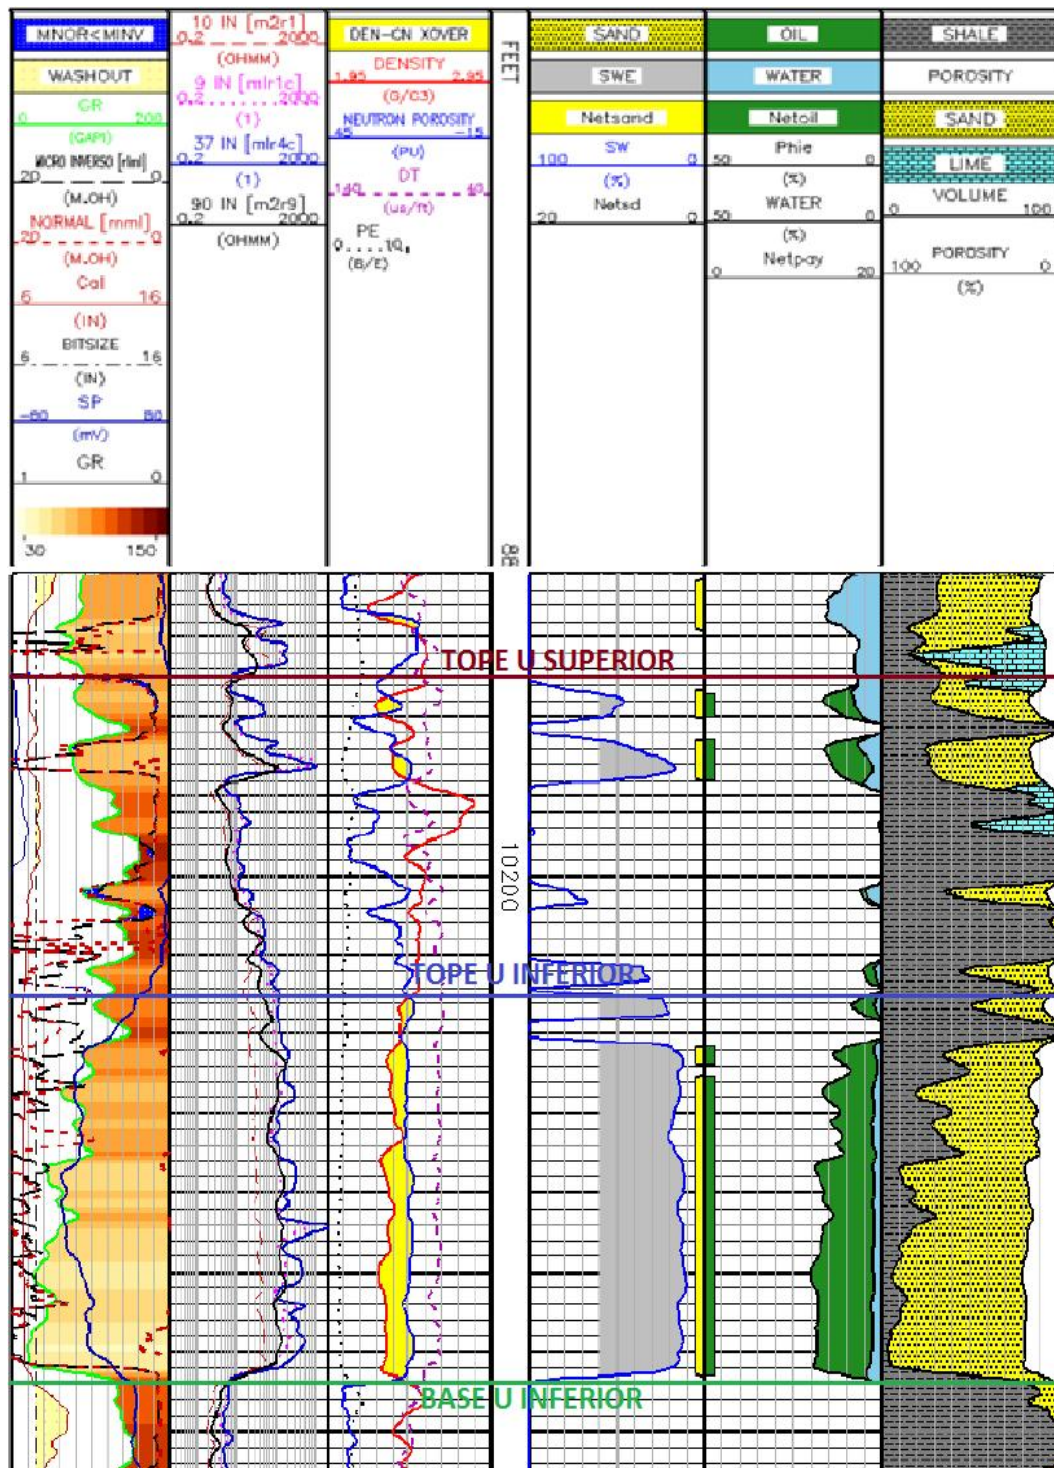 MNOR<MINV
WASHOUT
GR
0 200
(GAPI)
MICRO INVERSO [rlml]
20 0
(M.OH)
NORMAL [rnml]
20 0
(M.OH)
Cal
6 16
(IN)
BITSIZE
6 16
(IN)
SP
-80 80
(mV)
GR
1 0
30 150
10 IN [m2r1]
0.2 2000
(OHMM)
9 IN [mlr1c]
0.2 2000
(1)
37 IN [mlr4c]
0.2 2000
(1)
90 IN [m2r9]
0.2 2000
(OHMM)
DEN-CN XOVER
DENSITY
1.95 2.95
(G/C3)
NEUTRON POROSITY
45 -15
(PU)
DT
140 40
(us/ft)
PE
0....10.
(B/E)
FEET
SAND
SWE
Netsand
SW
100 0
(%)
Netsd
20 0
OIL
WATER
Netoil
Phie
50 0
(%)
WATER
50 0
(%)
Netpay
0 20
SHALE
POROSITY
SAND
LIME
VOLUME
0 100
POROSITY
100 0
(%)
TOPE U SUPERIOR
10200
TOPE U INFERIOR
BASE U INFERIOR